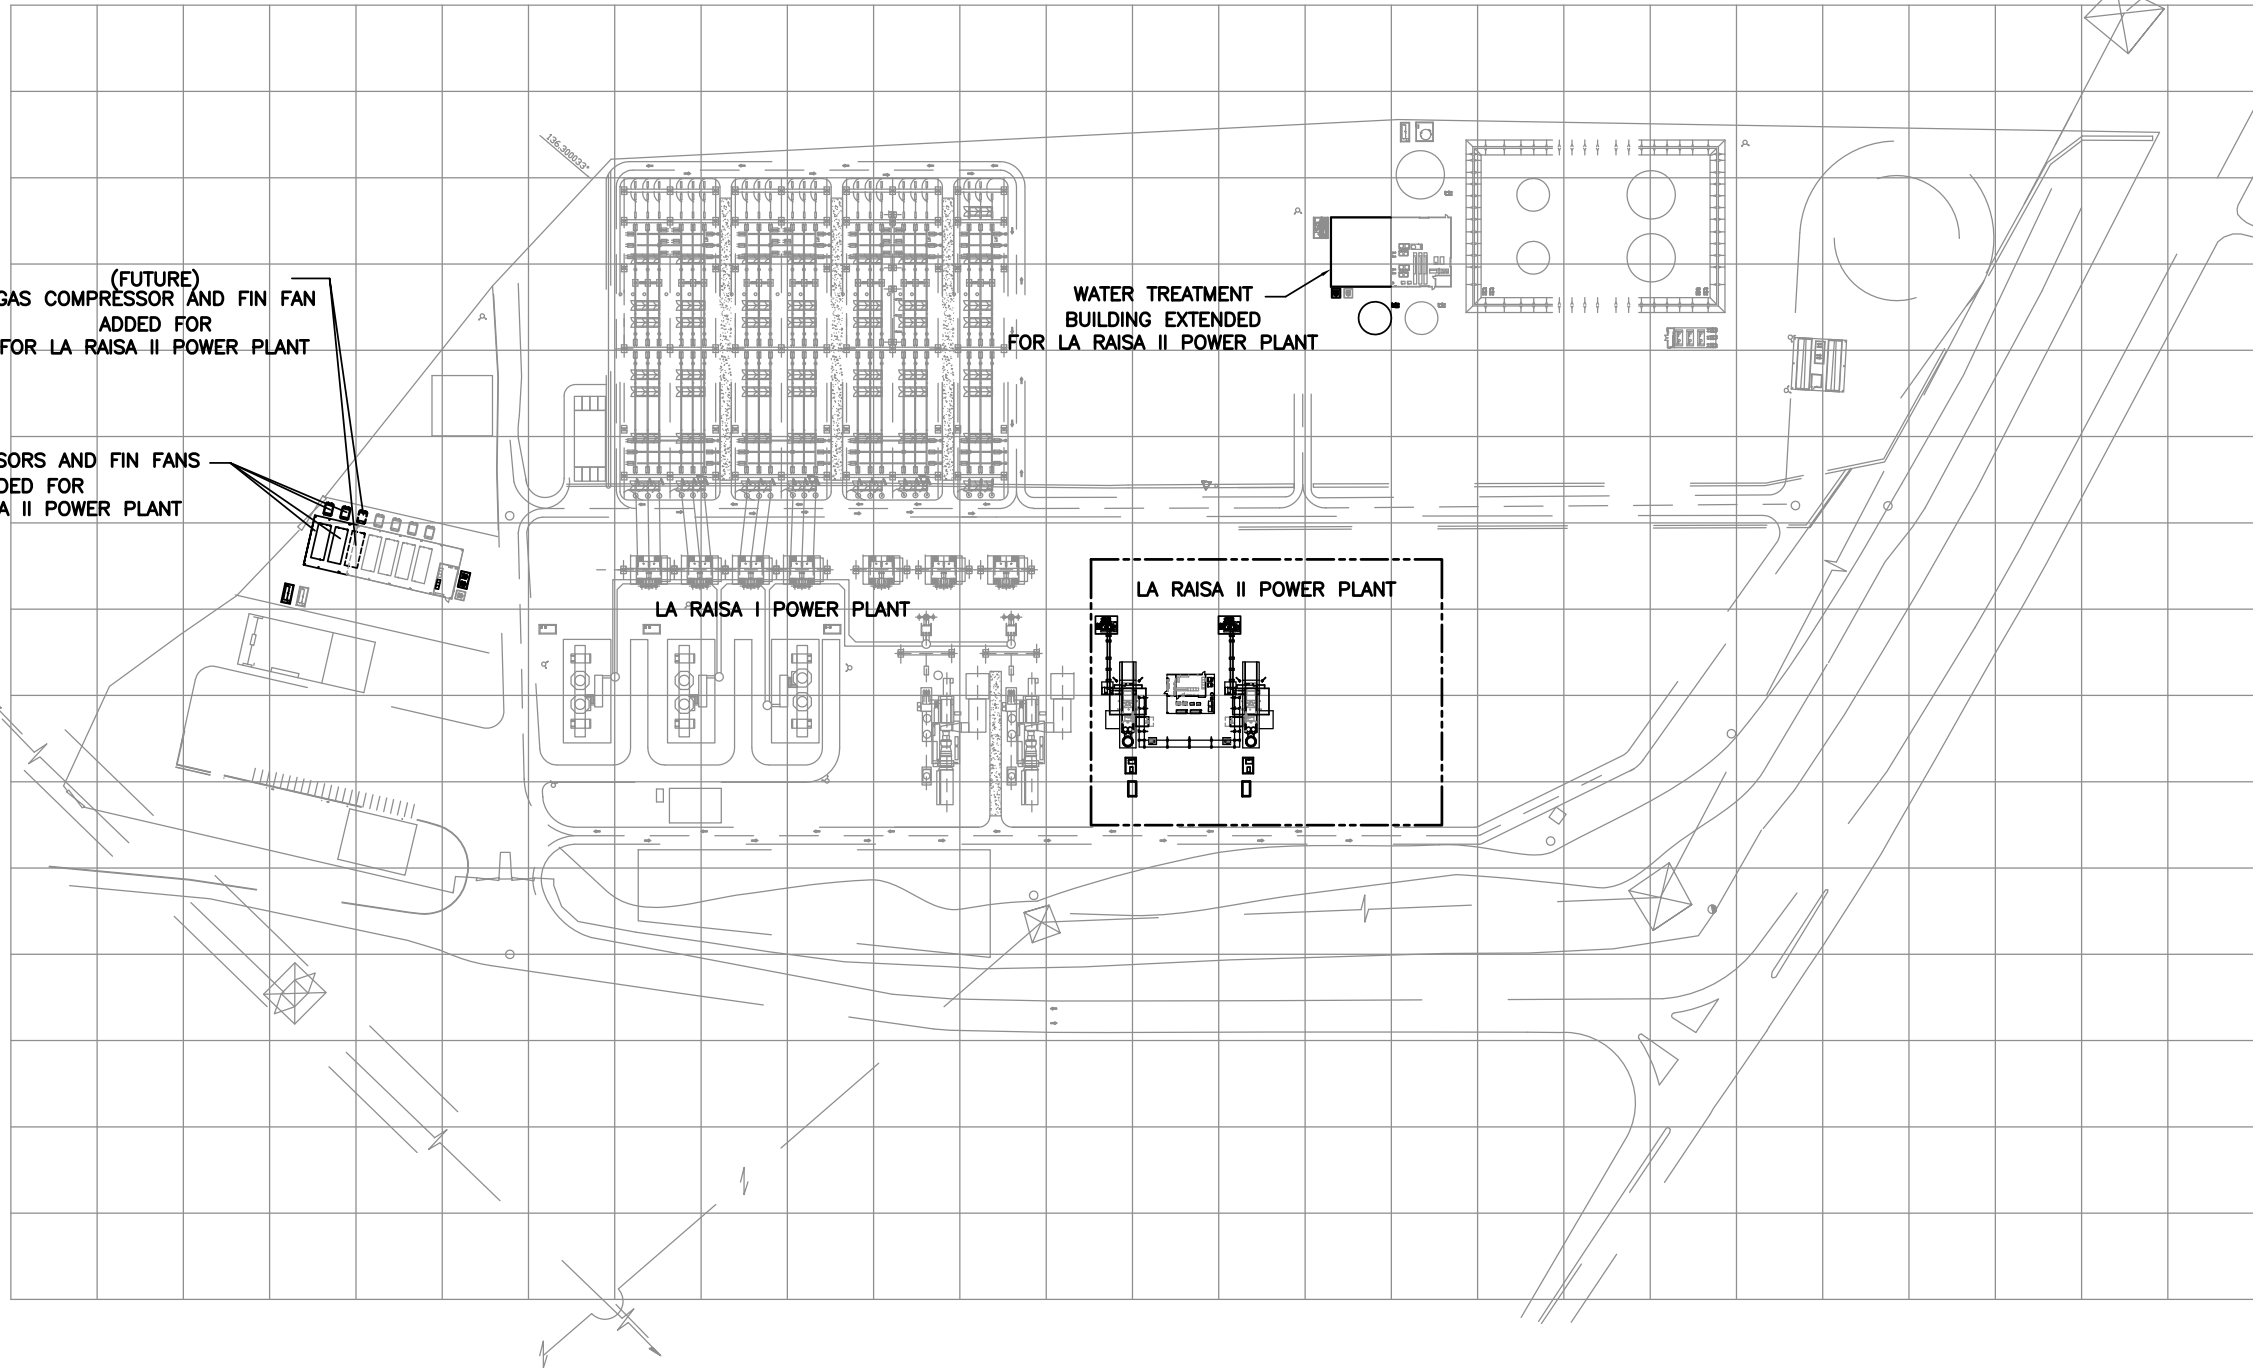 136.300033°
(FUTURE)
GAS COMPRESSOR AND FIN FAN
ADDED FOR
FOR LA RAISA II POWER PLANT
AND FIN FANS
FOR
II POWER PLANT
WATER TREATMENT
BUILDING EXTENDED
FOR LA RAISA II POWER PLANT
LA RAISA I POWER PLANT
LA RAISA II POWER PLANT